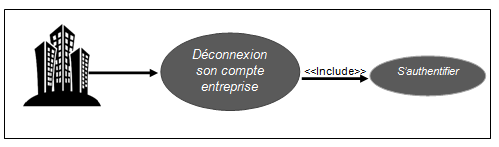 Déconnexion
son compte
entreprise
<<Include>>
S'authentifier